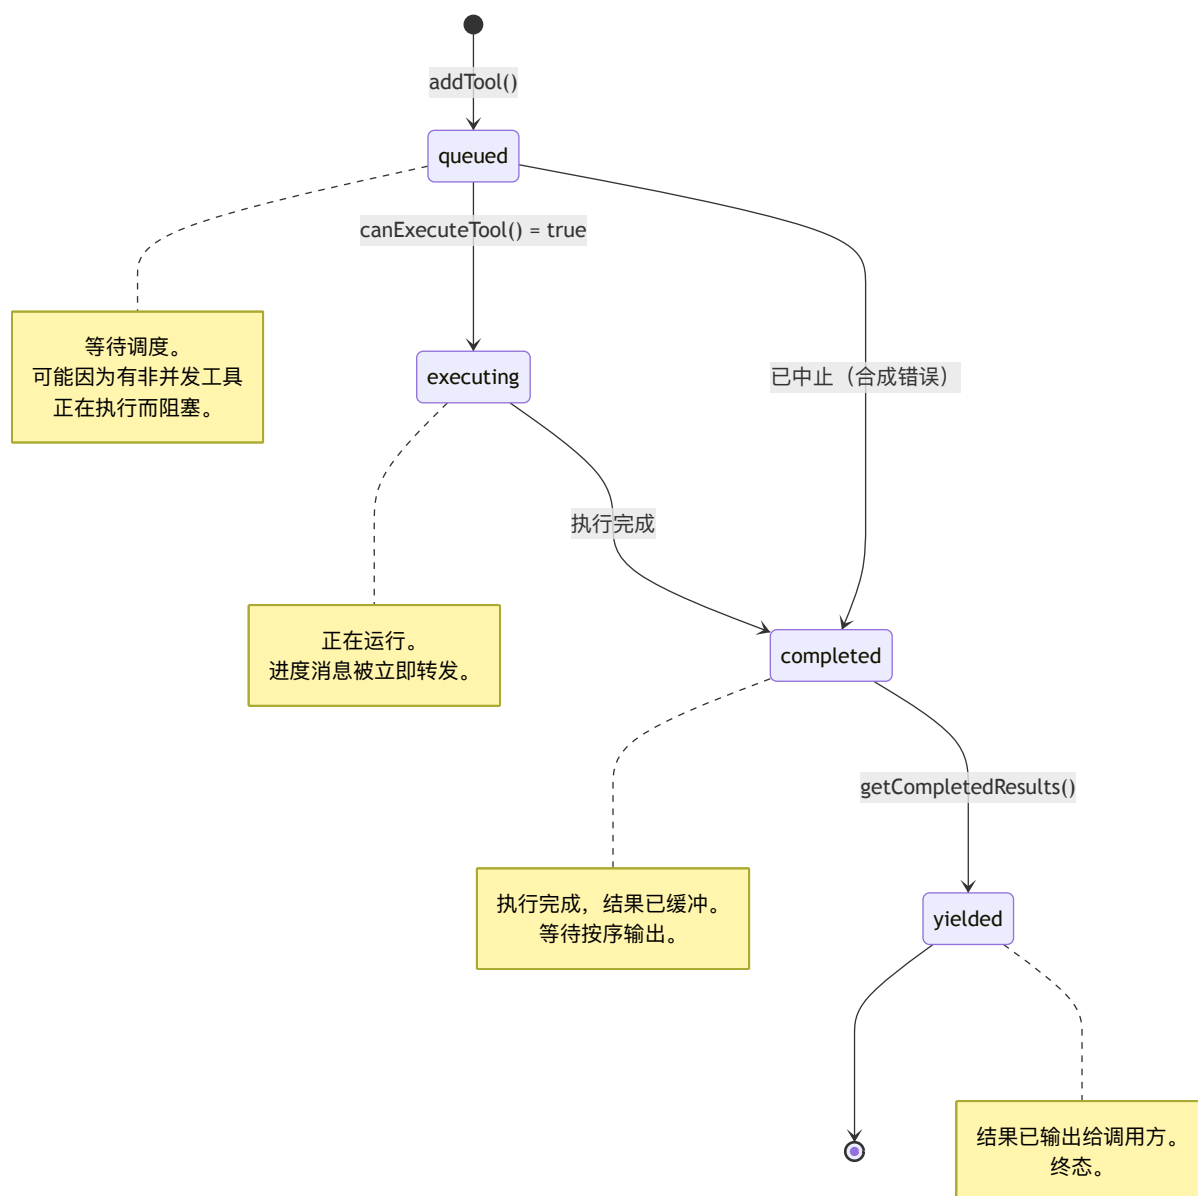 addTool()
queued
canExecuteTool() = true
等待调度。
可能因为有非并发工具
正在执行而阻塞。
executing
已中止（合成错误）
执行完成
正在运行。
进度消息被立即转发。
completed
getCompletedResults()
执行完成，结果已缓冲。
等待按序输出。
yielded
结果已输出给调用方。
终态。